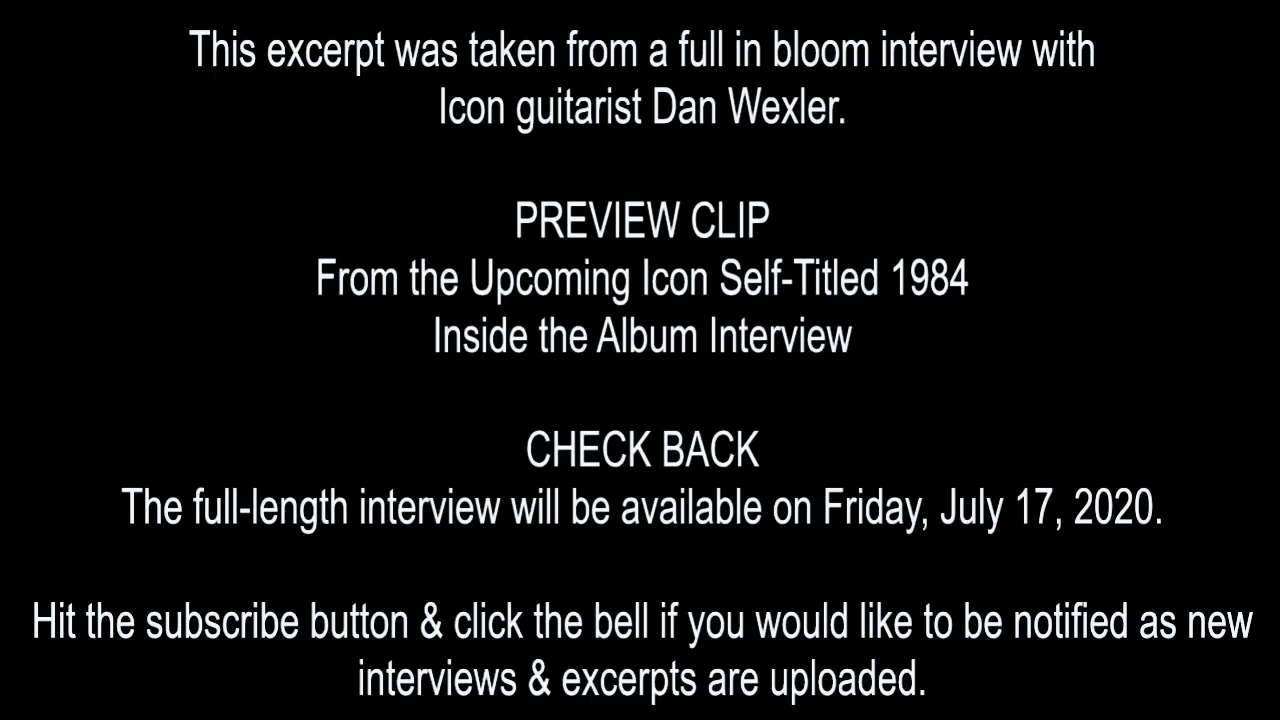 This excerpt was taken from a full in bloom interview with
Icon guitarist Dan Wexler.
PREVIEW CLIP
From the Upcoming Icon Self-Titled 1984
Inside the Album Interview
CHECK BACK
The full-length interview will be available on Friday, July 17, 2020.
Hit the subscribe button & click the bell if you would like to be notified as new
interviews & excerpts are uploaded.